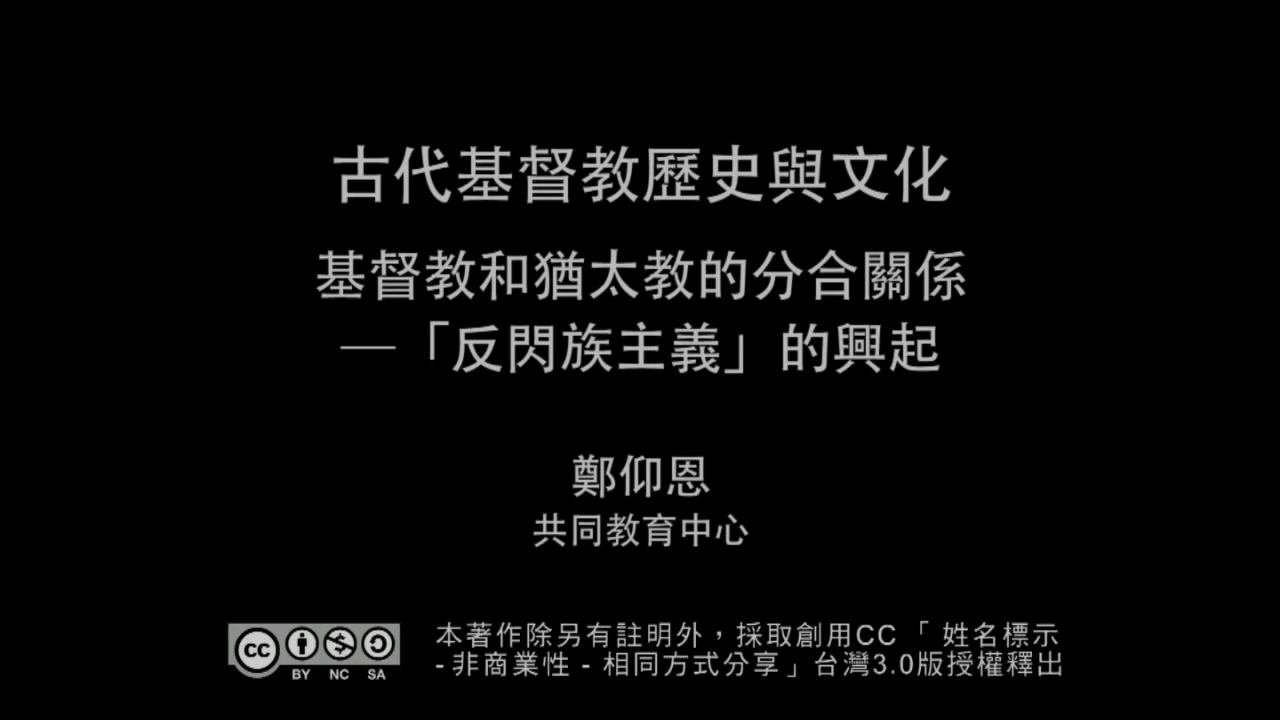 古代基督教歷史與文化
基督教和猶太教的分合關係
—「反閃族主義」的興起
鄭仰恩
共同教育中心
本著作除另有註明外，採取創用CC「 姓名標示
- 非商業性 - 相同方式分享」台灣3.0版授權釋出
cc
BY NC SA